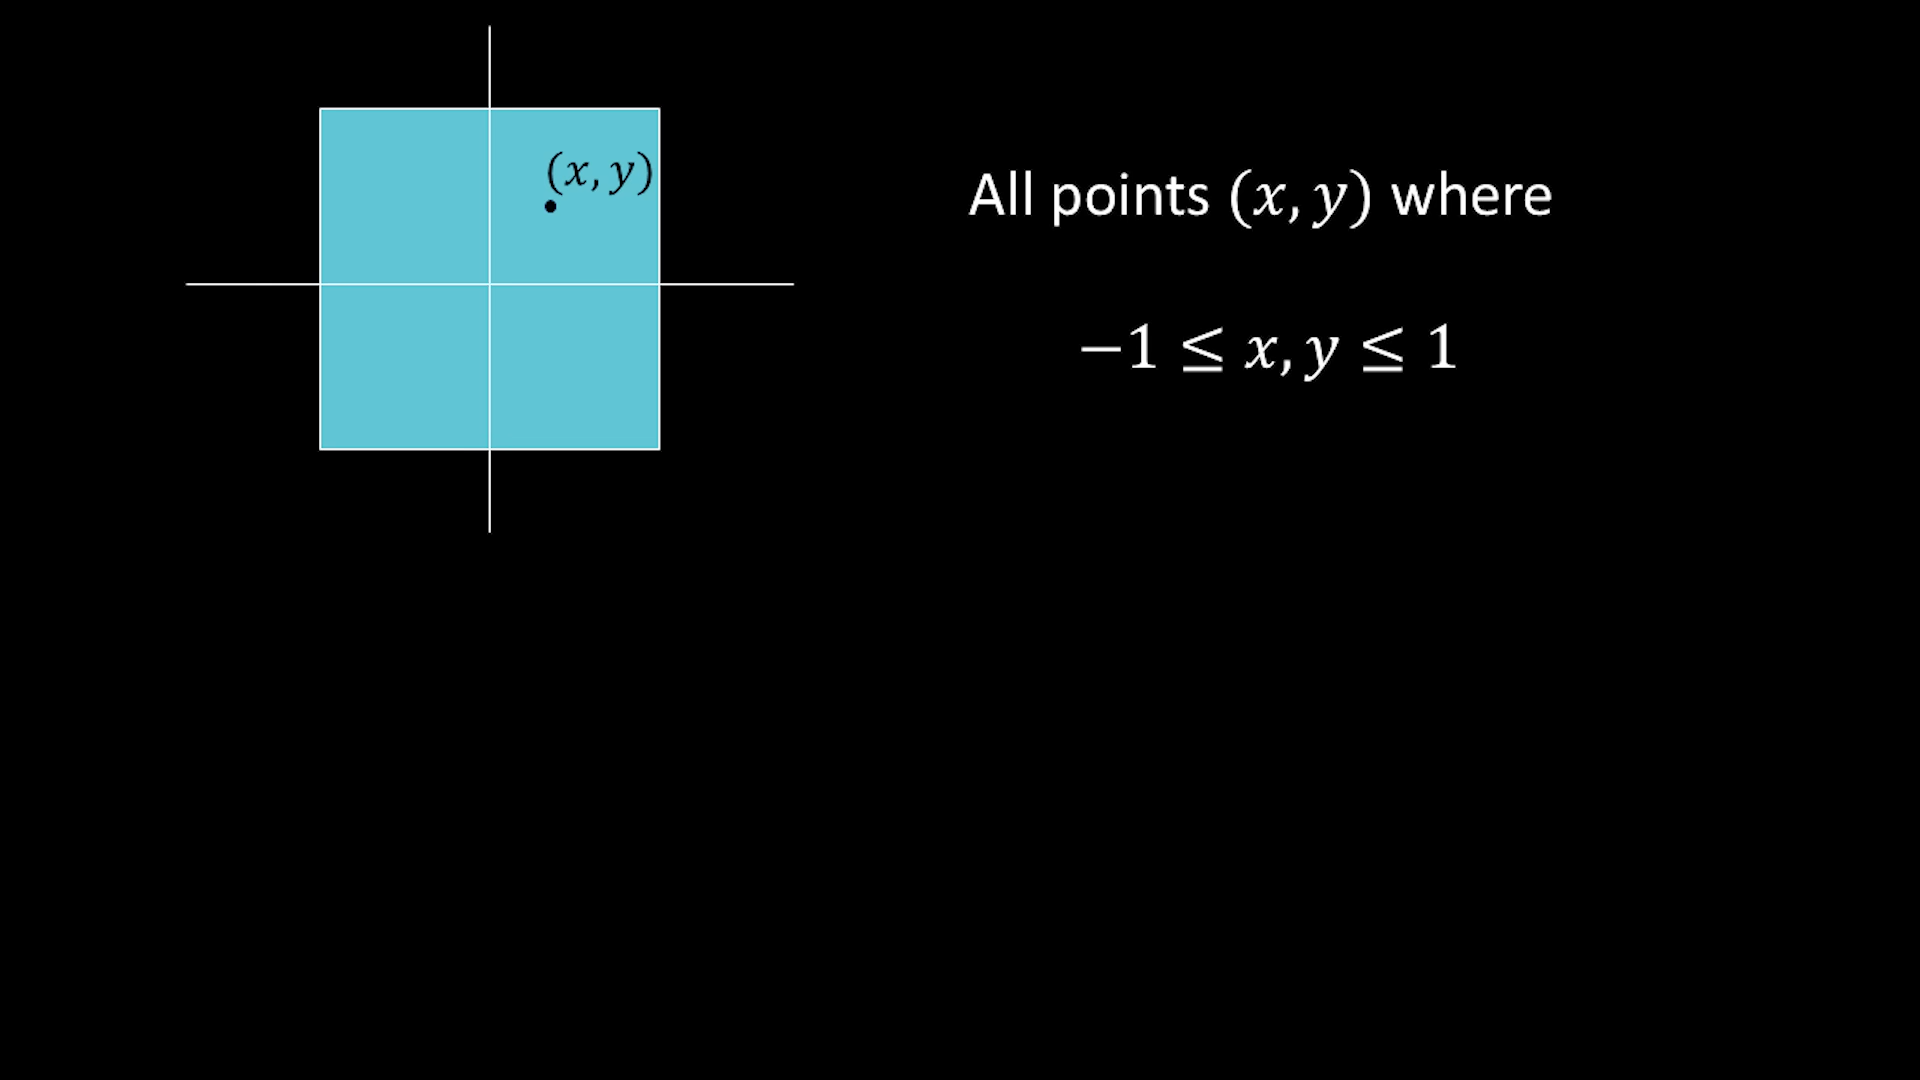 (x, y)
All points (x, y) where
−1 ≤ x, y ≤ 1